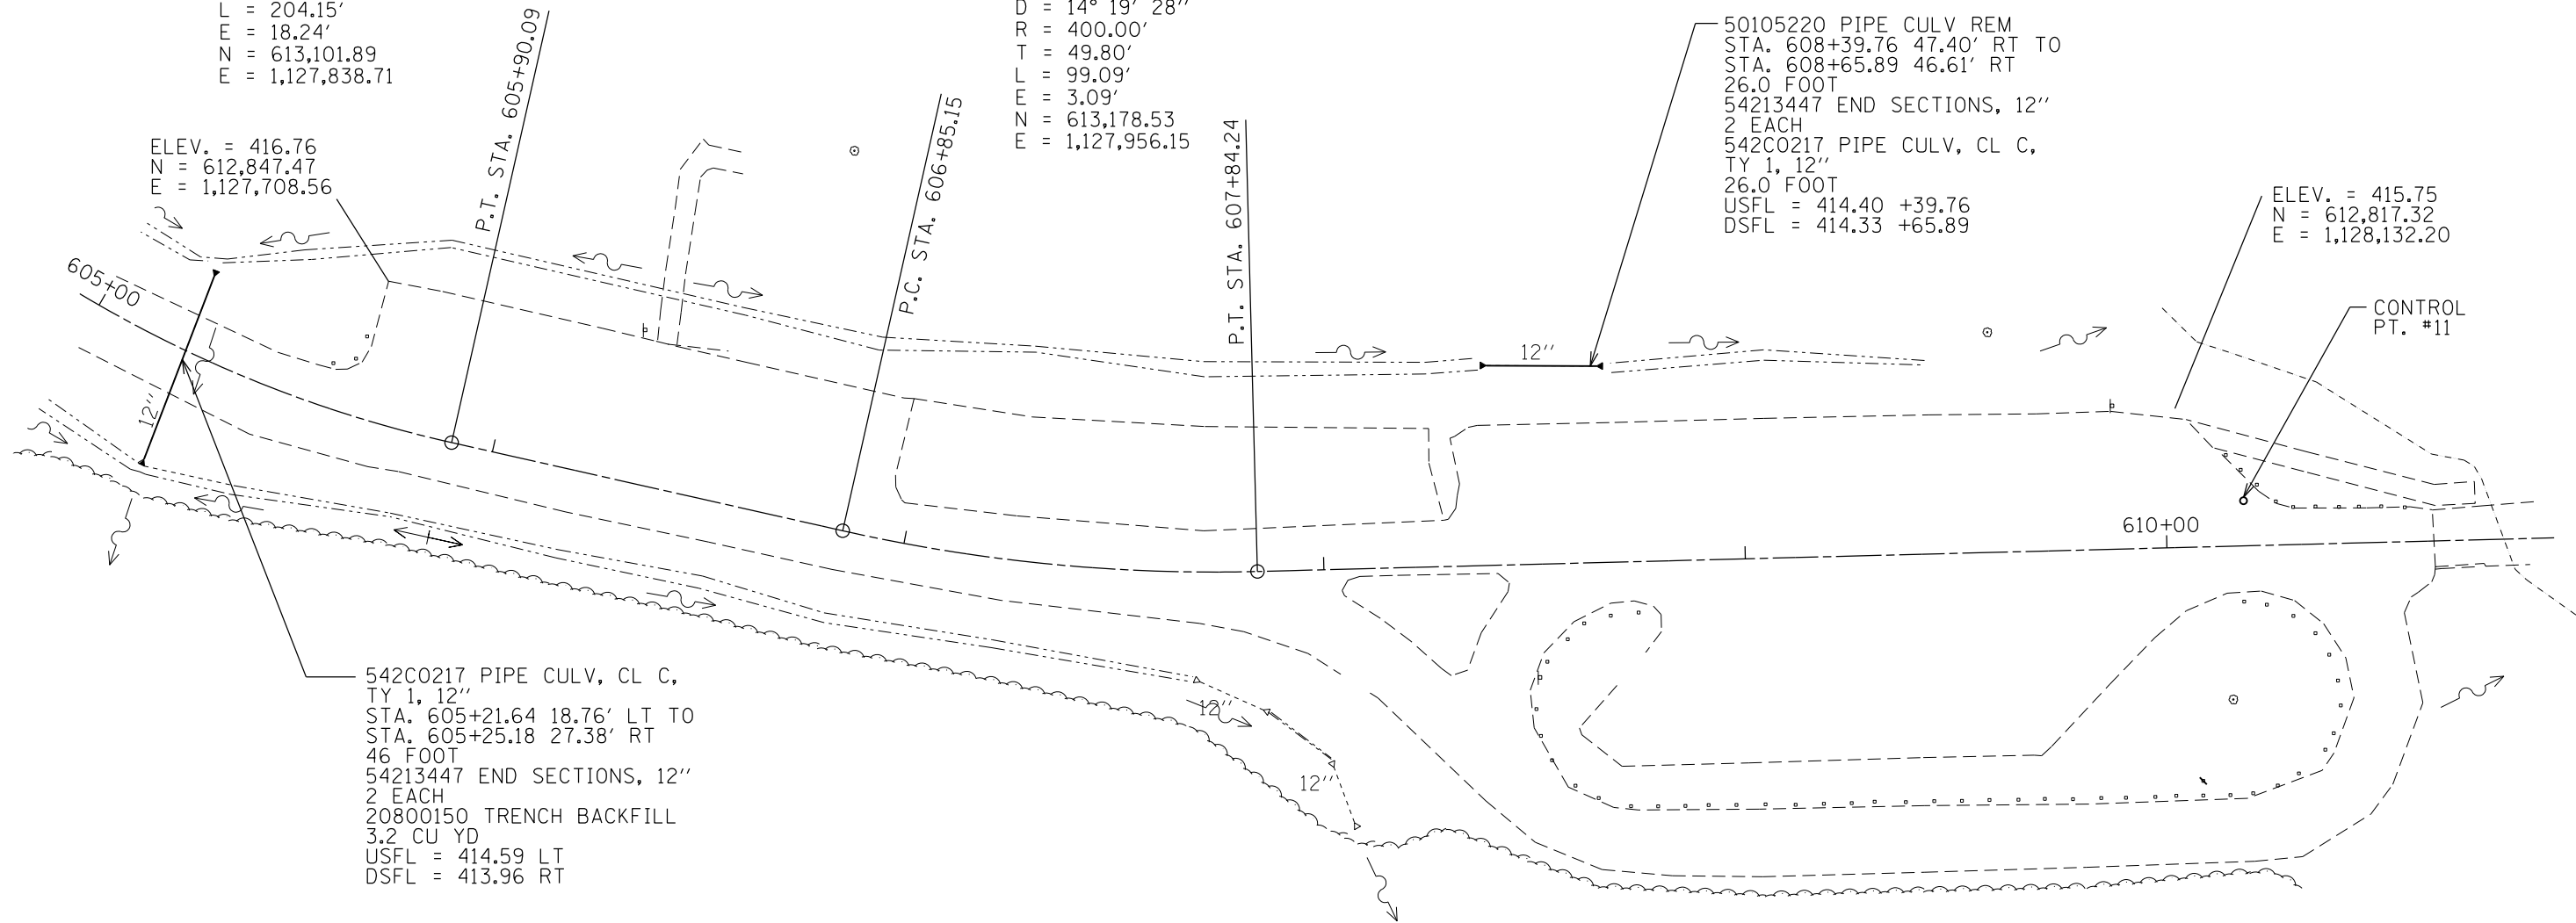 L = 204.15'
E = 18.24'
N = 613,101.89
E = 1,127,838.71
P.T. STA. 605+90.09
D = 14° 19' 28''
R = 400.00'
T = 49.80'
L = 99.09'
E = 3.09'
N = 613,178.53
E = 1,127,956.15
P.C. STA. 606+85.15
P.T. STA. 607+84.24
50105220 PIPE CULV REM
STA. 608+39.76 47.40' RT TO
STA. 608+65.89 46.61' RT
26.0 FOOT
54213447 END SECTIONS, 12''
2 EACH
542C0217 PIPE CULV, CL C,
TY 1, 12''
26.0 FOOT
USFL = 414.40 +39.76
DSFL = 414.33 +65.89
ELEV. = 416.76
N = 612,847.47
E = 1,127,708.56
ELEV. = 415.75
N = 612,817.32
E = 1,128,132.20
605+00
CONTROL
PT. #11
12''
12''
610+00
542C0217 PIPE CULV, CL C,
TY 1, 12''
STA. 605+21.64 18.76' LT TO
STA. 605+25.18 27.38' RT
46 FOOT
54213447 END SECTIONS, 12''
2 EACH
20800150 TRENCH BACKFILL
3.2 CU YD
USFL = 414.59 LT
DSFL = 413.96 RT
12''
12''